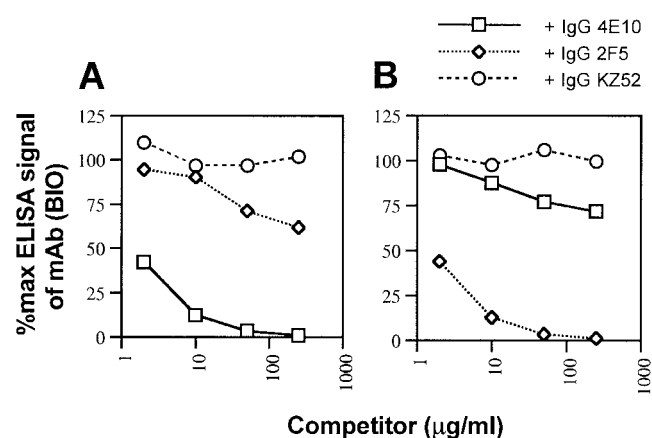 + IgG 4E10
+ IgG 2F5
+ IgG KZ52
A
B
%max ELISA signal
of mAb (BIO)
125
100
75
50
25
0
1
10
100
1000
125
100
75
50
25
0
1
10
100
1000
Competitor (μg/ml)